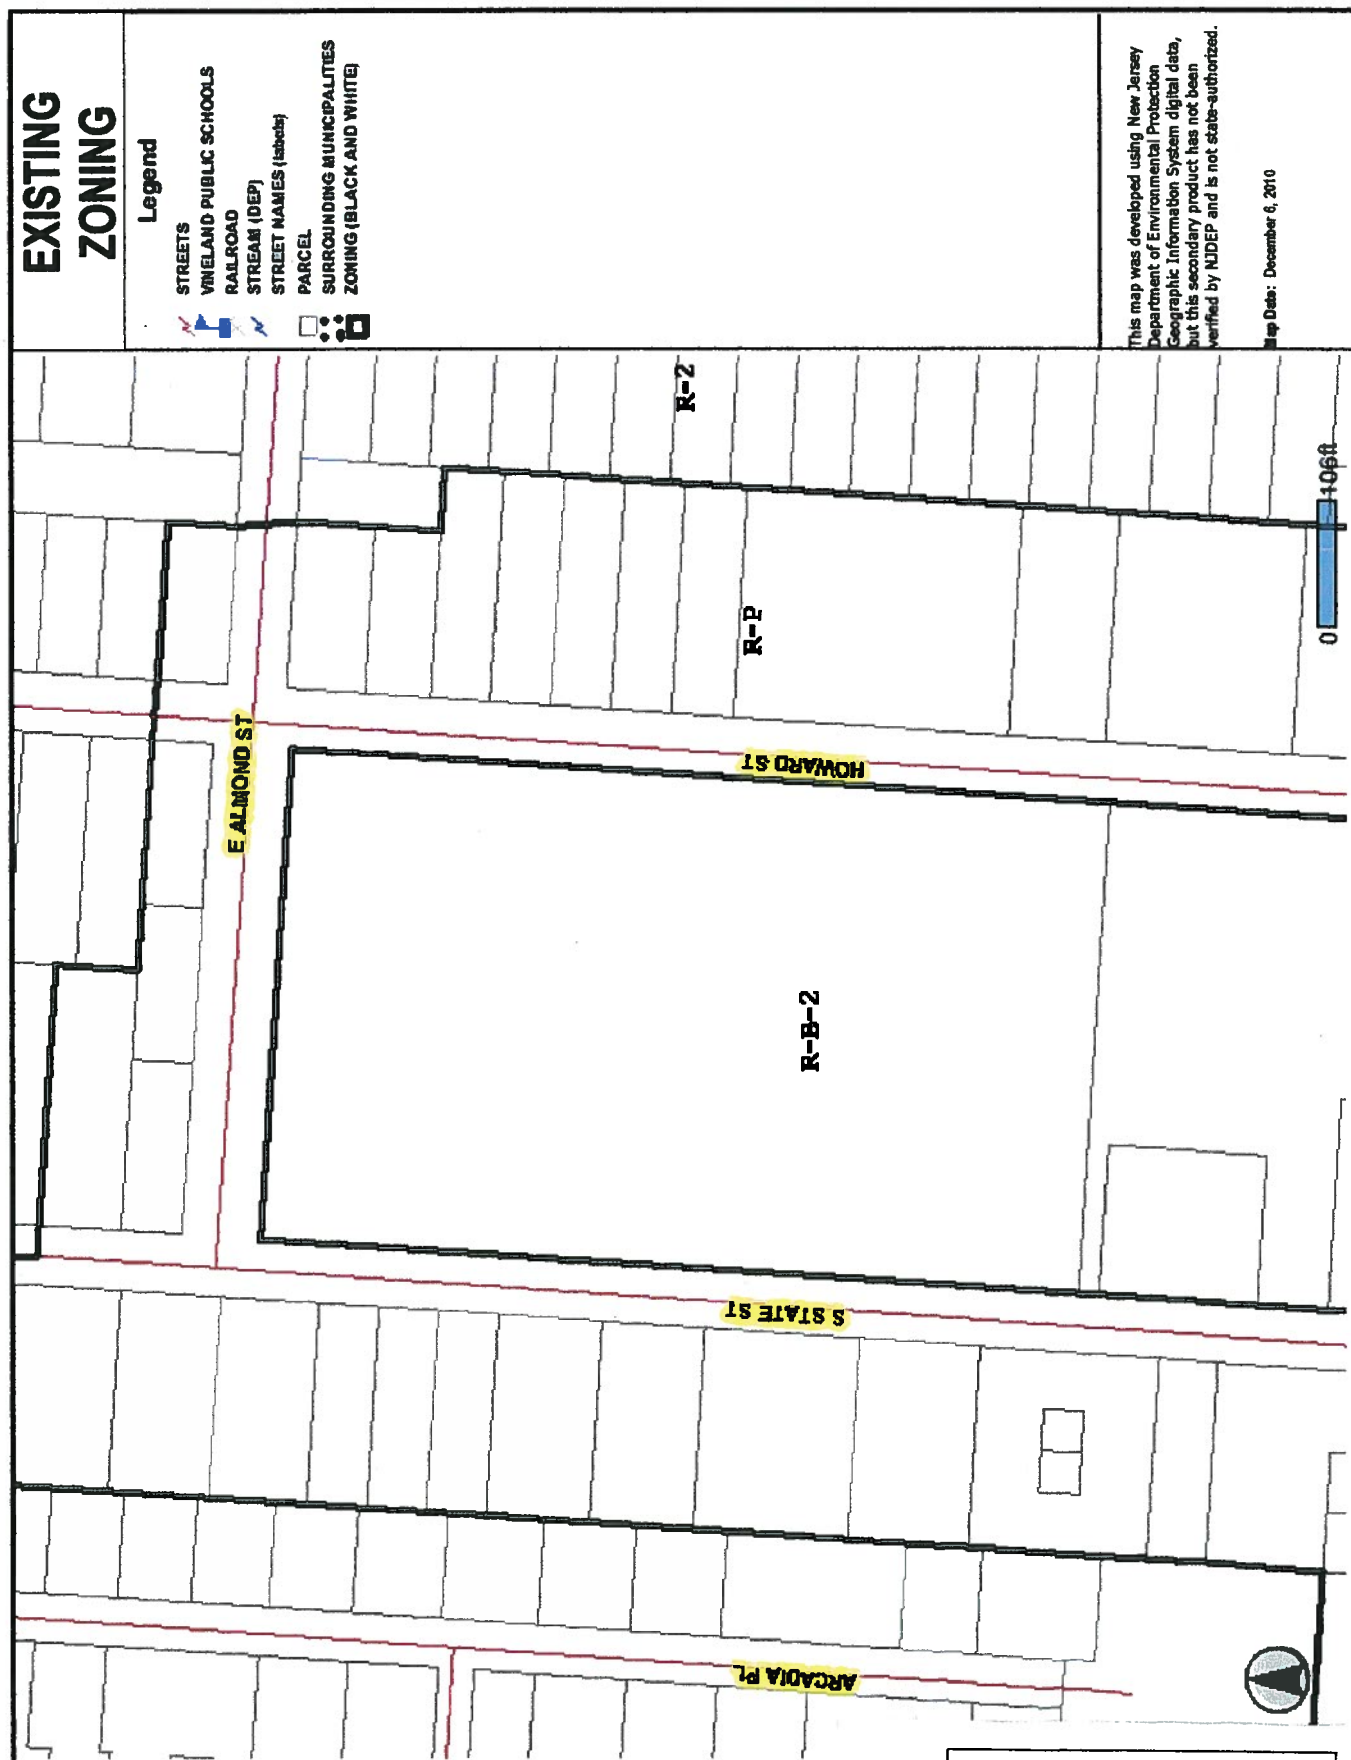 EXISTING
ZONING
Legend
STREETS
VINELAND PUBLIC SCHOOLS
RAILROAD
STREAM (DEP)
STREET NAMES (labels)
PARCEL
SURROUNDING MUNICIPALITIES
ZONING (BLACK AND WHITE)
This map was developed using New Jersey
Department of Environmental Protection
Geographic Information System digital data,
but this secondary product has not been
verified by NJDEP and is not state-authorized.
Map Date: December 6, 2010
R-2
R-P
R-B-2
E ALMOND ST
HOWARD ST
S STATE ST
ARCADIA PL
0 106ft